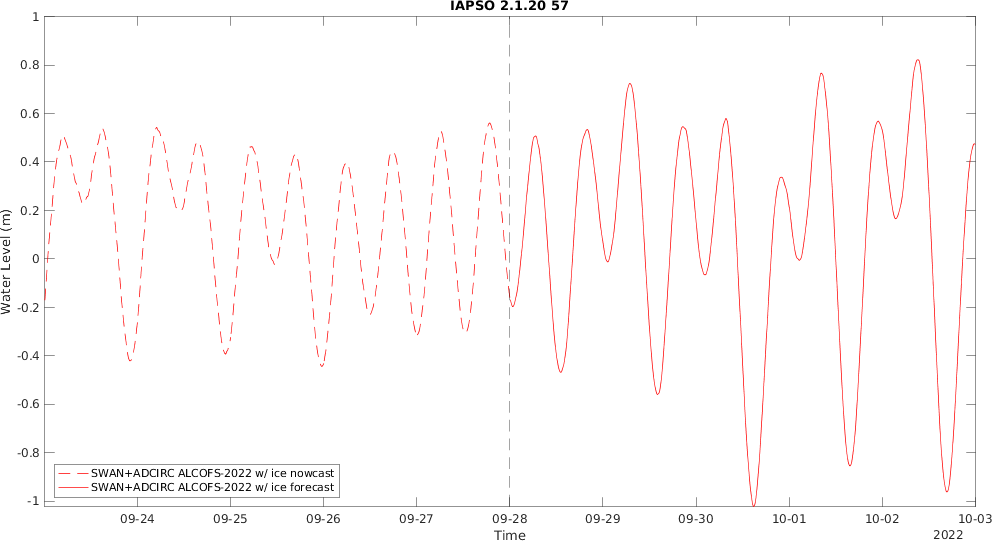 IAPSO 2.1.20 57
1
0.8
0.6
0.4
0.2
0
-0.2
-0.4
-0.6
-0.8
-1
Water Level (m)
SWAN+ADCIRC ALCOFS-2022 w/ ice nowcast
SWAN+ADCIRC ALCOFS-2022 w/ ice forecast
09-24 09-25 09-26 09-27 09-28 09-29 09-30 10-01 10-02 10-03
Time
2022